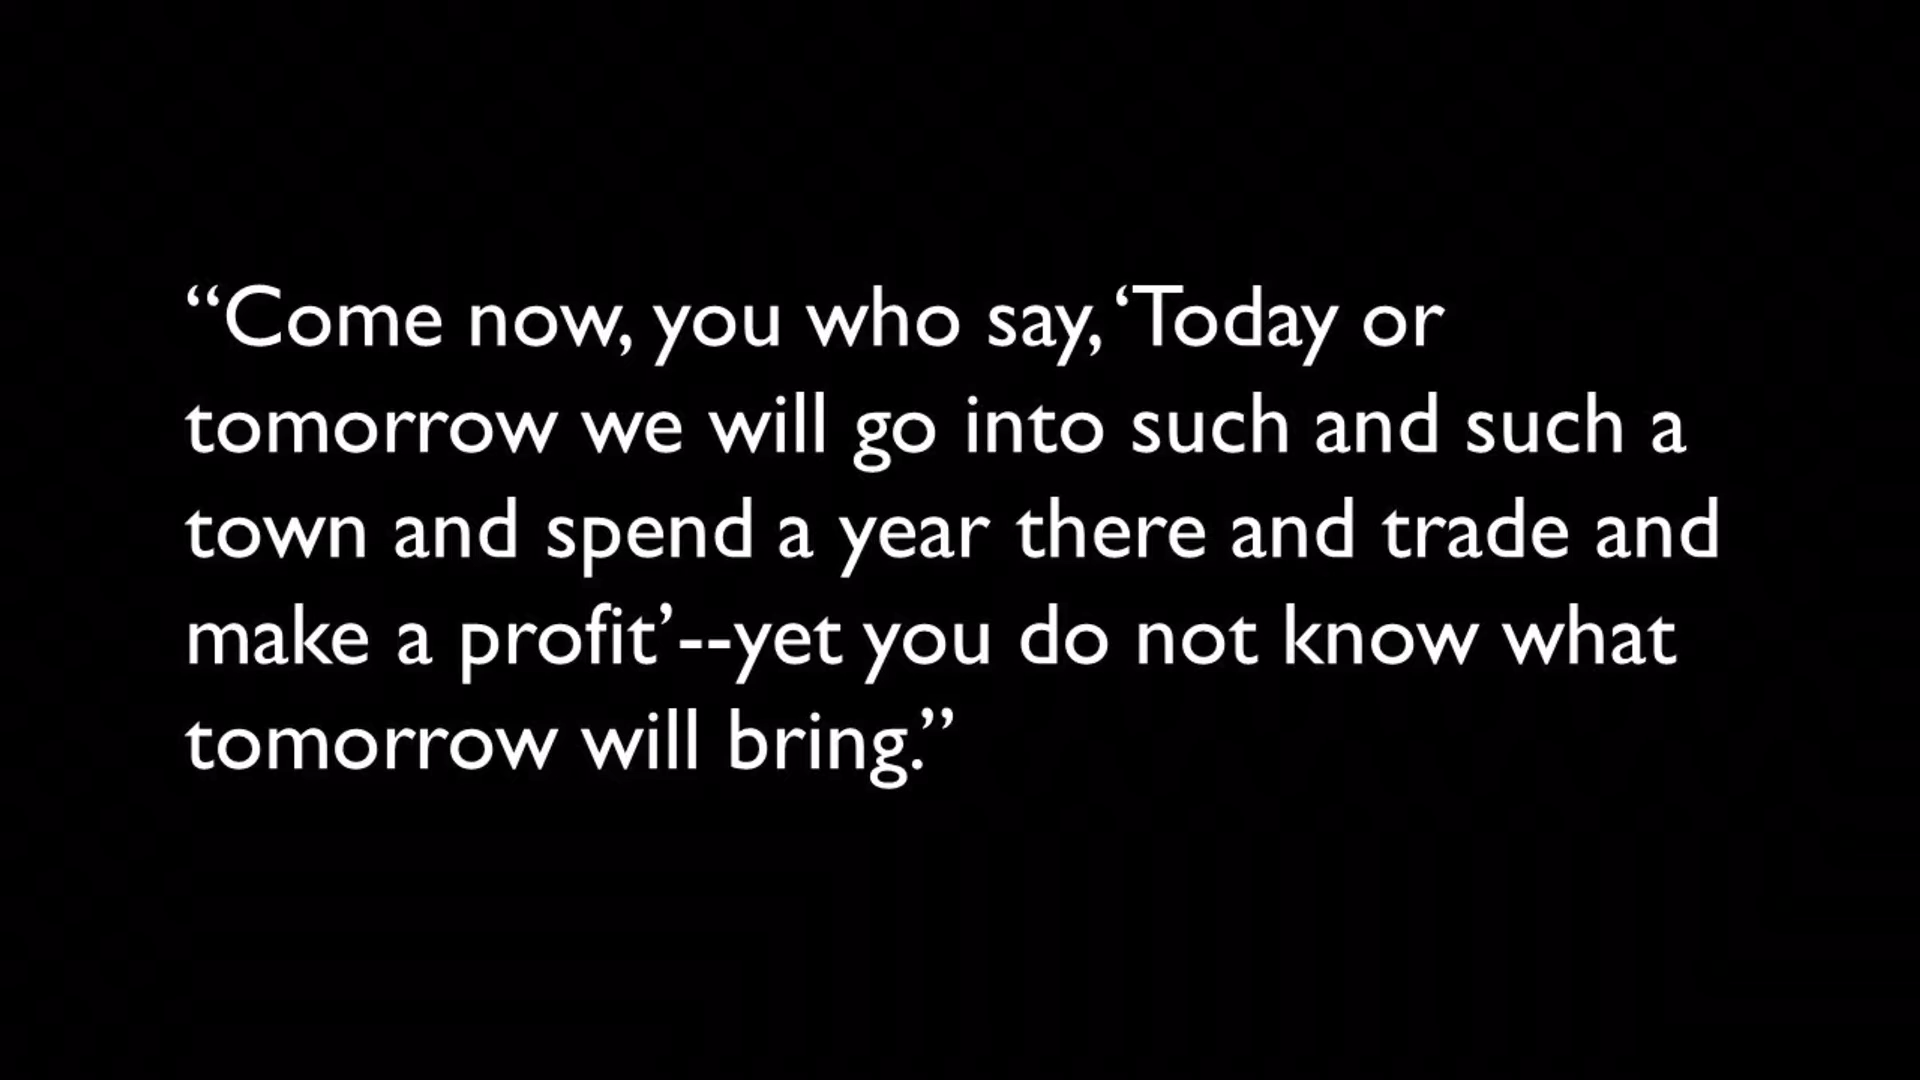 “Come now, you who say, ‘Today or
tomorrow we will go into such and such a
town and spend a year there and trade and
make a profit’--yet you do not know what
tomorrow will bring.”